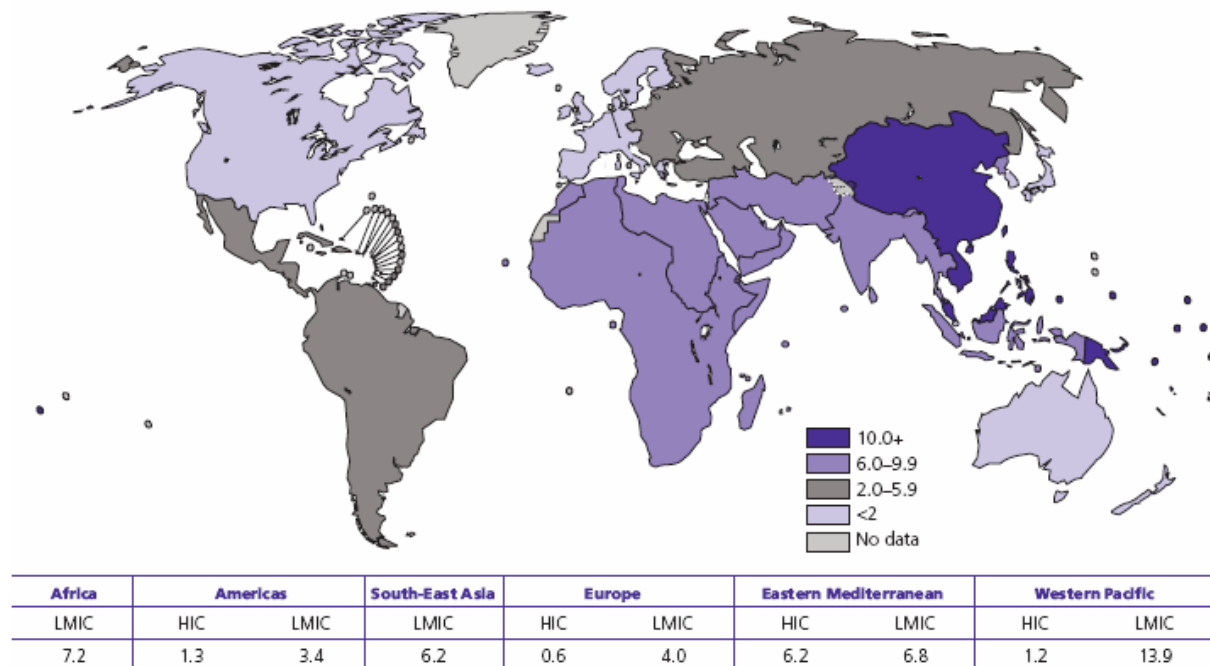 10.0+
6.0–9.9
2.0–5.9
<2
No data
Africa Americas South-East Asia Europe Eastern Mediterranean Western Pacific
LMIC HIC LMIC LMIC HIC LMIC HIC LMIC HIC LMIC
7.2 1.3 3.4 6.2 0.6 4.0 6.2 6.8 1.2 13.9